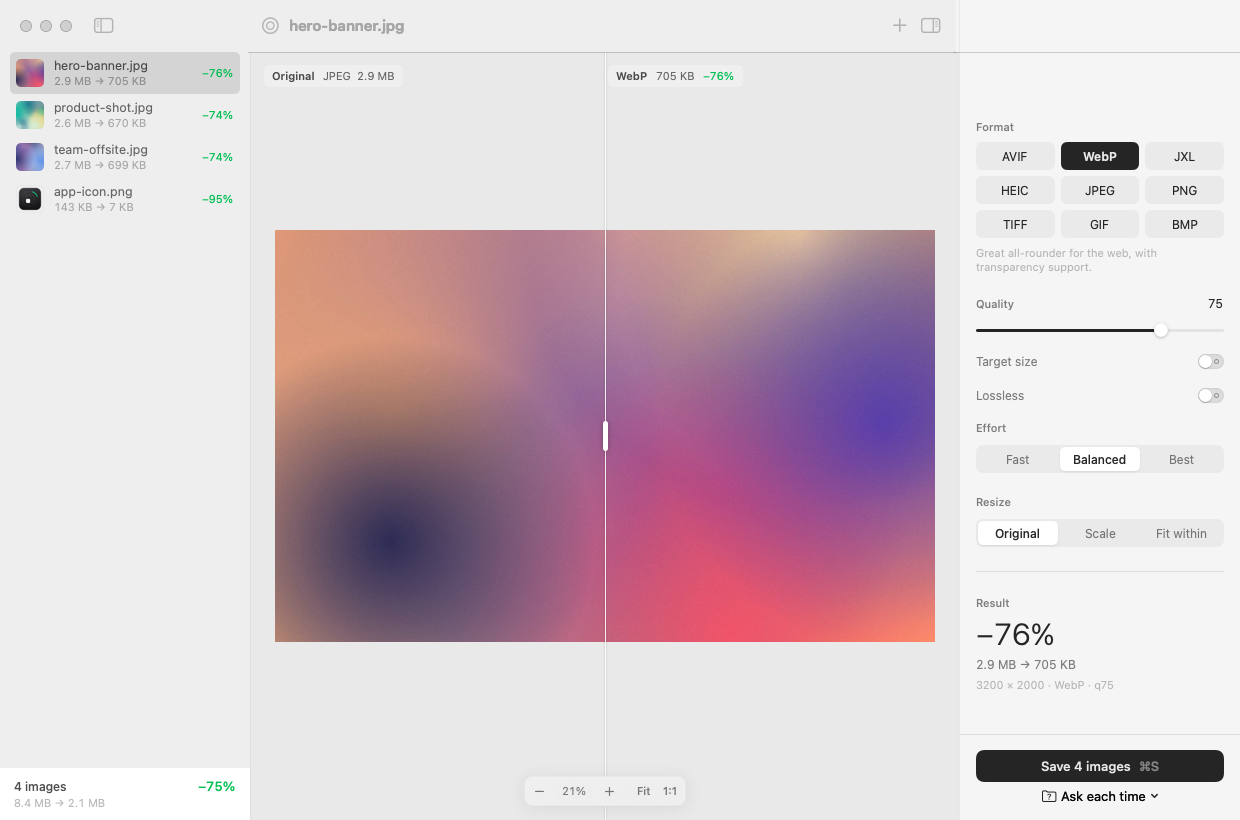 hero-banner.jpg
hero-banner.jpg
2.9 MB → 705 KB
−76%
product-shot.jpg
2.6 MB → 670 KB
−74%
team-offsite.jpg
2.7 MB → 699 KB
−74%
app-icon.png
143 KB → 7 KB
−95%
4 images
−75%
8.4 MB → 2.1 MB
Original JPEG 2.9 MB
WebP 705 KB −76%
− 21% + Fit 1:1
Format
AVIF WebP JXL
HEIC JPEG PNG
TIFF GIF BMP
Great all-rounder for the web, with
transparency support.
Quality 75
Target size
Lossless
Effort
Fast Balanced Best
Resize
Original Scale Fit within
Result
−76%
2.9 MB → 705 KB
3200 × 2000 · WebP · q75
Save 4 images ⌘S
Ask each time